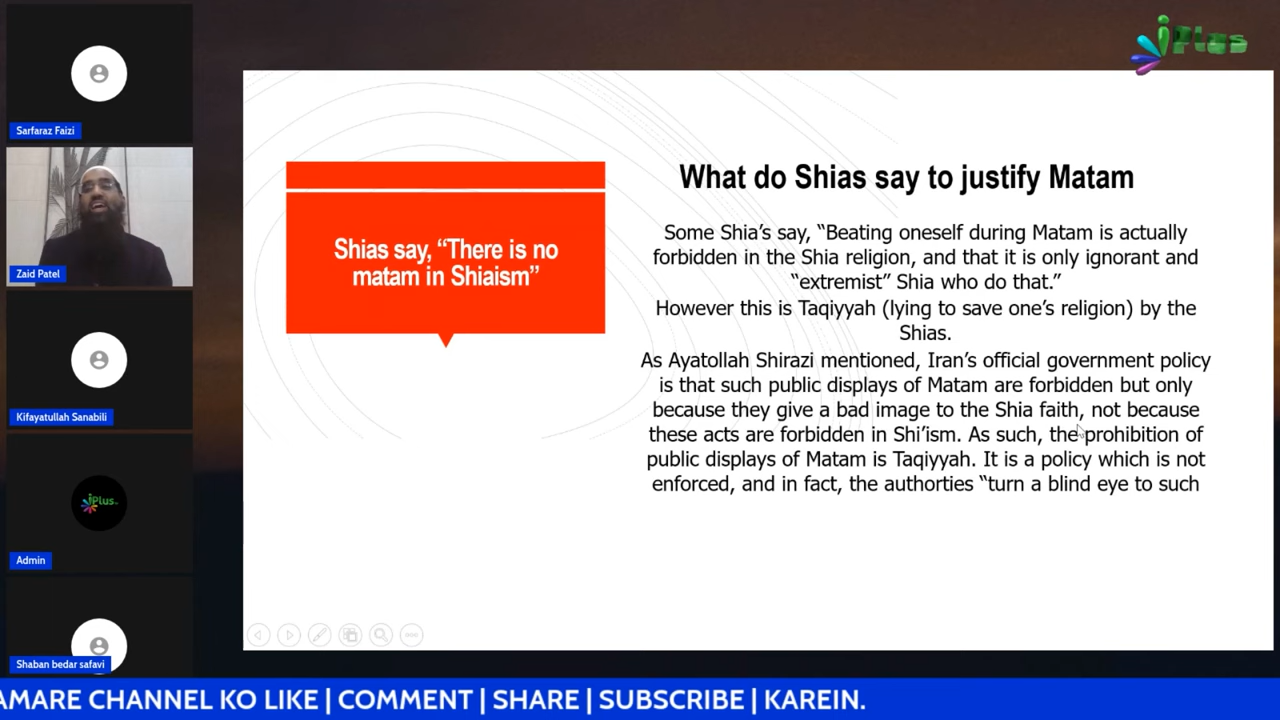 iPlus
Sarfaraz Faizi
Zaid Patel
Kifayatullah Sanabili
iPlus
Admin
Shaban bedar safavi
Shias say, “There is no
matam in Shiaism”
What do Shias say to justify Matam
Some Shia’s say, “Beating oneself during Matam is actually
forbidden in the Shia religion, and that it is only ignorant and
“extremist” Shia who do that.”
However this is Taqiyyah (lying to save one’s religion) by the
Shias.
As Ayatollah Shirazi mentioned, Iran’s official government policy
is that such public displays of Matam are forbidden but only
because they give a bad image to the Shia faith, not because
these acts are forbidden in Shi’ism. As such, the prohibition of
public displays of Matam is Taqiyyah. It is a policy which is not
enforced, and in fact, the authorties “turn a blind eye to such
AMARE CHANNEL KO LIKE | COMMENT | SHARE | SUBSCRIBE | KAREIN.